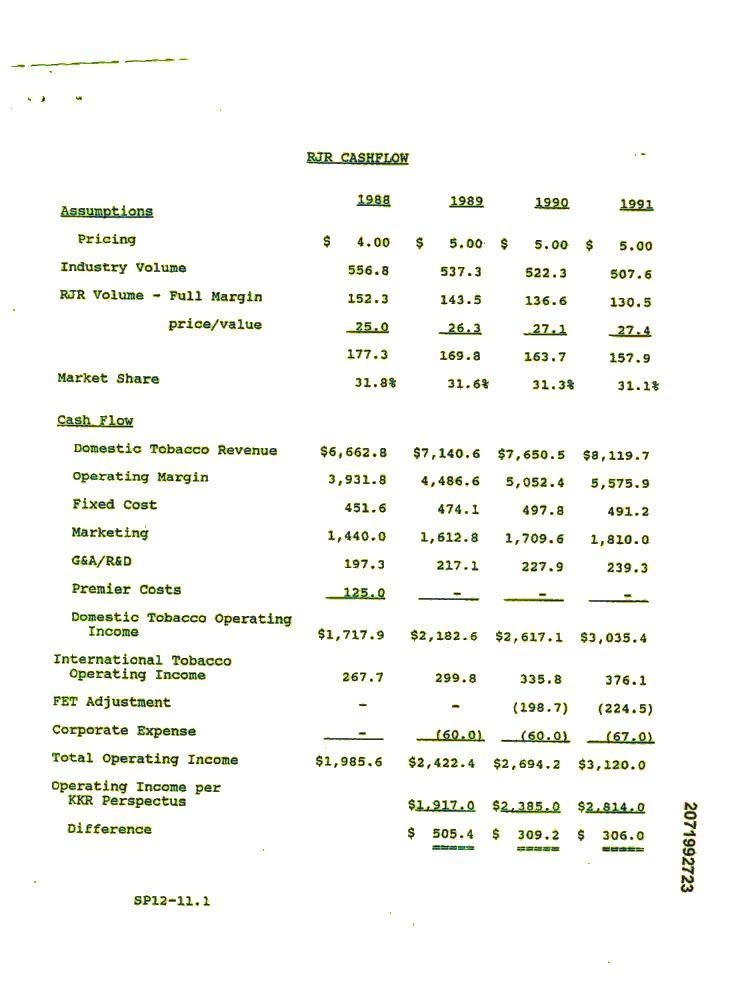 RJR CASHFLOW
1988 1989 1990 1991
Assumptions
Pricing $ 4.00 $ 5.00 $ 5.00 $ 5.00
Industry Volume 556.8 537.3 522.3 507.6
RJR Volume - Full Margin 152.3 143.5 136.6 130.5
price/value 25.0 26.3 27.1 27.4
177.3 169.8 163.7 157.9
Market Share 31.8% 31.6% 31.3% 31.1%
Cash Flow
Domestic Tobacco Revenue $6,662.8 $7,140.6 $7,650.5 $8,119.7
Operating Margin 3,931.8 4,486.6 5,052.4 5,575.9
Fixed Cost 451.6 474.1 497.8 491.2
Marketing 1,440.0 1,612.8 1,709.6 1,810.0
G&A/R&D 197.3 217.1 227.9 239.3
Premier Costs 125.0 - - -
Domestic Tobacco Operating
Income $1,717.9 $2,182.6 $2,617.1 $3,035.4
International Tobacco
Operating Income 267.7 299.8 335.8 376.1
FET Adjustment - - (198.7) (224.5)
Corporate Expense - (60.0) (60.0) (67.0)
Total Operating Income $1,985.6 $2,422.4 $2,694.2 $3,120.0
Operating Income per
KKR Perspectus $1,917.0 $2,385.0 $2,814.0
Difference $ 505.4 $ 309.2 $ 306.0
SP12-11.1
2071992723